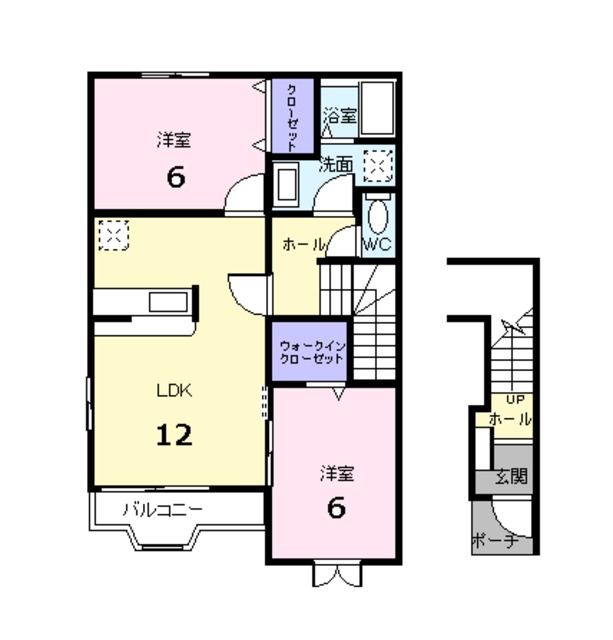 クローゼット
浴室
洋室
6
洗面
ホール
WC
ウォークイン
クローゼット
LDK
12
UP
ホール
洋室
6
玄関
バルコニー
ポーチ